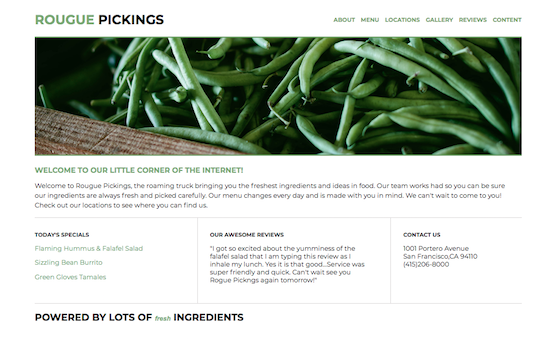 ROUGUE PICKINGS
ABOUT MENU LOCATIONS GALLERY REVIEWS CONTENT
WELCOME TO OUR LITTLE CORNER OF THE INTERNET!
Welcome to Rougue Pickings, the roaming truck bringing you the freshest ingredients and ideas in food. Our team works had so you can be sure
our ingredients are always fresh and picked carefully. Our menu changes every day and is made with you in mind. We can't wait to come to you!
Check out our locations to see where you can find us.
TODAY'S SPECIALS
Flaming Hummus & Falafel Salad
Sizzling Bean Burrito
Green Gloves Tamales
OUR AWESOME REVIEWS
"I got so excited about the yumminess of the
falafel salad that I am typing this review as I
inhale my lunch. Yes it is that good...Service was
super friendly and quick. Can't wait see you
Rogue Pickngs again tomorrow!"
CONTACT US
1001 Portero Avenue
San Francisco,CA 94110
(415)206-8000
POWERED BY LOTS OF fresh INGREDIENTS